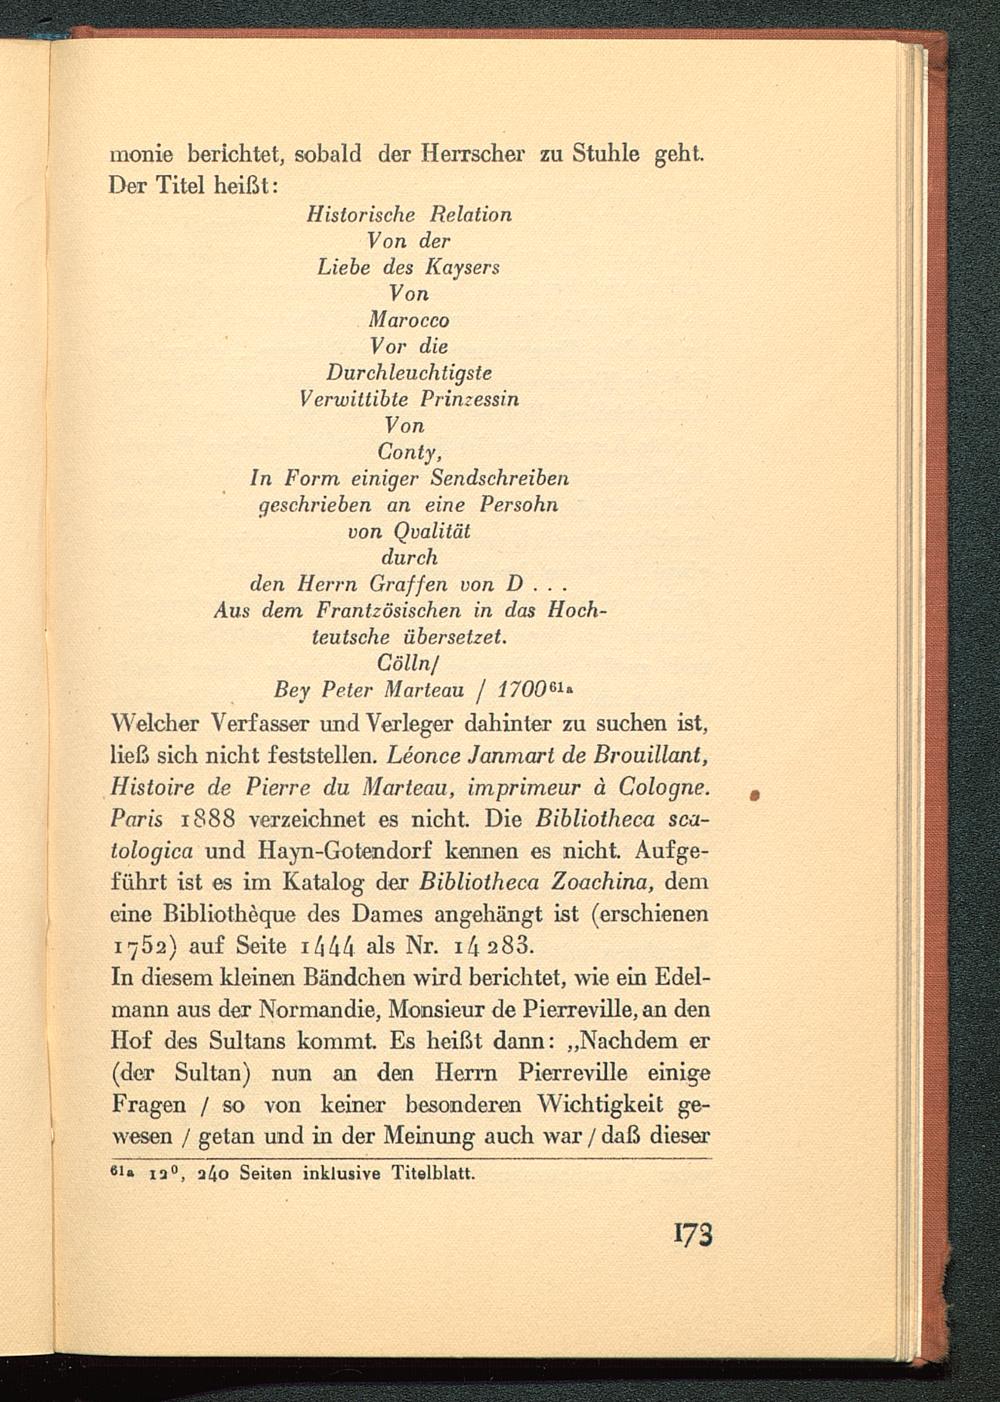 monie berichtet, sobald der Herrscher zu Stuhle geht.
Der Titel heißt:
Historische Relation
Von der
Liebe des Kaysers
Von
Marocco
Vor die
Durchleuchtigste
Verwittibte Prinzessin
Von
Conty,
In Form einiger Sendschreiben
geschrieben an eine Persohn
von Qvalität
durch
den Herrn Graffen von D . . .
Aus dem Frantzösischen in das Hoch-
teutsche übersetzet.
Cölln/
Bey Peter Marteau / 1700⁶¹ᵃ
Welcher Verfasser und Verleger dahinter zu suchen ist,
ließ sich nicht feststellen. Léonce Janmart de Brouillant,
Histoire de Pierre du Marteau, imprimeur à Cologne.
Paris 1888 verzeichnet es nicht. Die Bibliotheca sca-
tologica und Hayn-Gotendorf kennen es nicht. Aufge-
führt ist es im Katalog der Bibliotheca Zoachina, dem
eine Bibliothèque des Dames angehängt ist (erschienen
1752) auf Seite 1444 als Nr. 14283.
In diesem kleinen Bändchen wird berichtet, wie ein Edel-
mann aus der Normandie, Monsieur de Pierreville, an den
Hof des Sultans kommt. Es heißt dann: „Nachdem er
(der Sultan) nun an den Herrn Pierreville einige
Fragen / so von keiner besonderen Wichtigkeit ge-
wesen / getan und in der Meinung auch war / daß dieser
⁶¹ᵃ 12⁰, 240 Seiten inklusive Titelblatt.
173